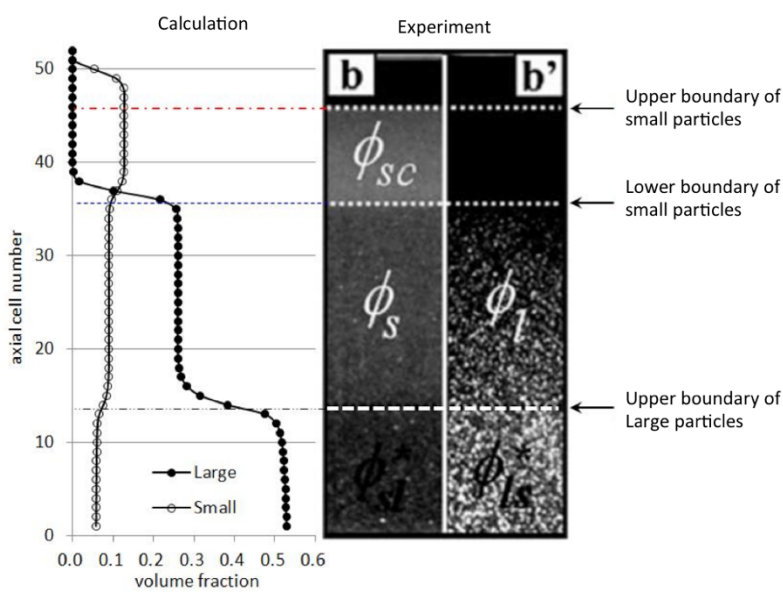 Calculation
Experiment
50
40
30
20
10
0
axial cell number
Large
Small
0.0 0.1 0.2 0.3 0.4 0.5 0.6
volume fraction
b
b'
ϕsc
ϕs
ϕl
ϕ*sl
ϕ*ls
Upper boundary of
small particles
Lower boundary of
small particles
Upper boundary of
Large particles